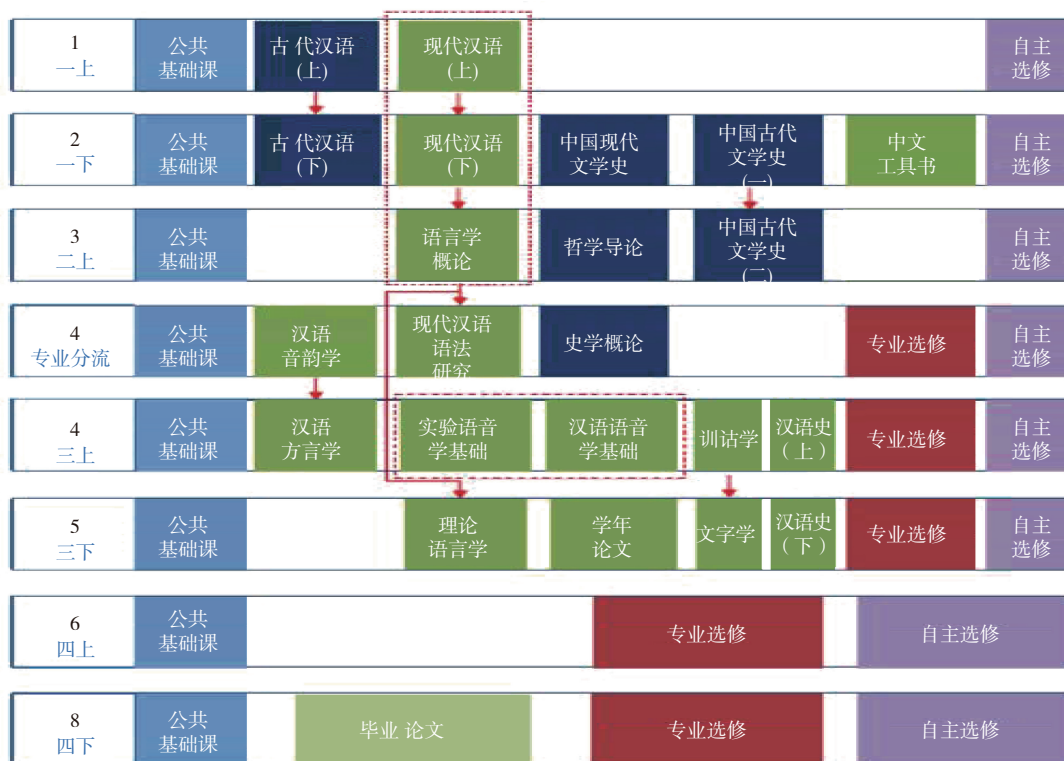 1
一上
公共
基础课
古 代汉语
(上)
现代汉语
(上)
自主
选修
2
一下
公共
基础课
古 代汉语
(下)
现代汉语
(下)
中国现代
文学史
中国古代
文学史
(一)
中文
工具书
自主
选修
3
二上
公共
基础课
语言学
概论
哲学导论
中国古代
文学史
(二)
自主
选修
4
专业分流
公共
基础课
汉语
音韵学
现代汉语
语法
研究
史学概论
专业选修
自主
选修
4
三上
公共
基础课
汉语
方言学
实验语音
学基础
汉语语音
学基础
训诂学
汉语史
（上）
专业选修
自主
选修
5
三下
公共
基础课
理论
语言学
学年
论文
文字学
汉语史
（下）
专业选修
自主
选修
6
四上
公共
基础课
专业选修
自主选修
8
四下
公共
基础课
毕业 论文
专业选修
自主选修